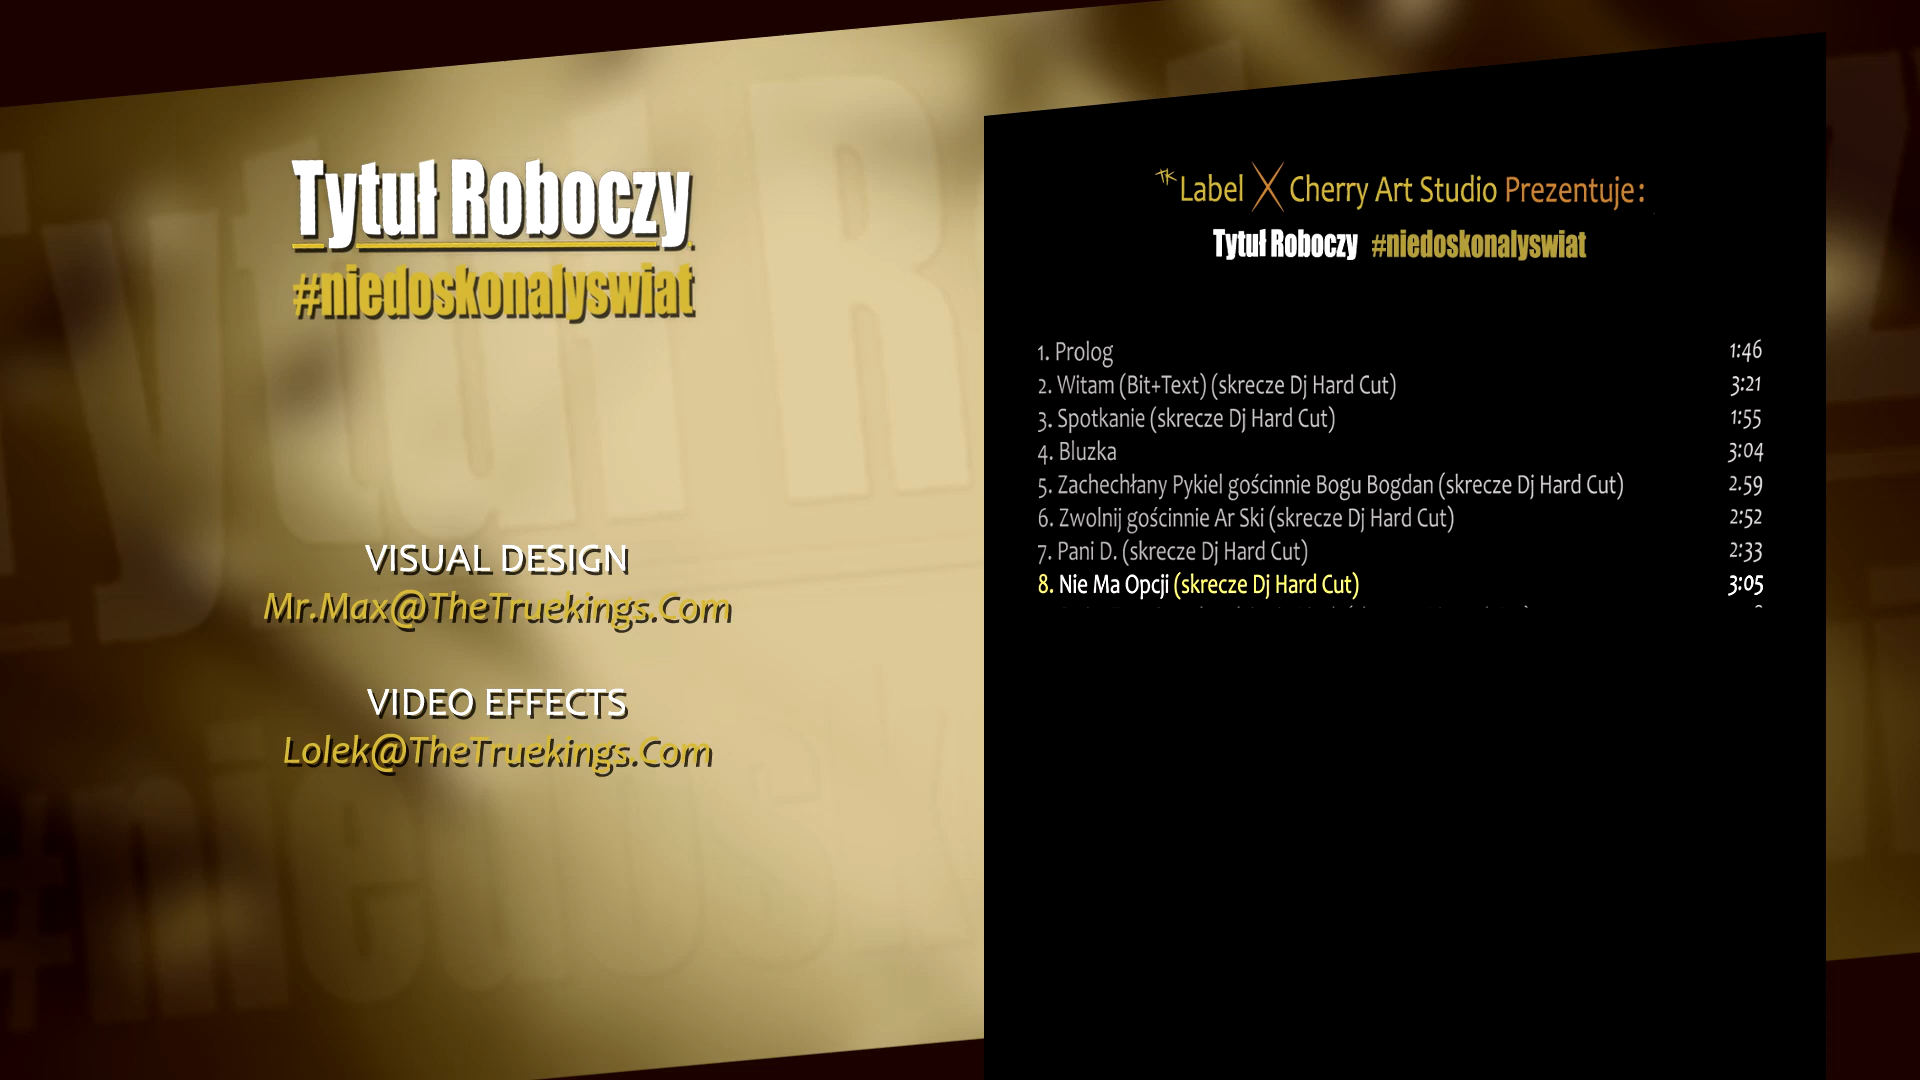 Tytuł Roboczy
#niedoskonalyswiat
VISUAL DESIGN
Mr.Max@TheTruekings.Com
VIDEO EFFECTS
Lolek@TheTruekings.Com
TK Label X Cherry Art Studio Prezentuje:
Tytuł Roboczy #niedoskonalyswiat
1. Prolog 1:46
2. Witam (Bit+Text) (skrecze Dj Hard Cut) 3:21
3. Spotkanie (skrecze Dj Hard Cut) 1:55
4. Bluzka 3:04
5. Zachechłany Pykiel gościnnie Bogu Bogdan (skrecze Dj Hard Cut) 2.59
6. Zwolnij gościnnie Ar Ski (skrecze Dj Hard Cut) 2:52
7. Pani D. (skrecze Dj Hard Cut) 2:33
8. Nie Ma Opcji (skrecze Dj Hard Cut) 3:05